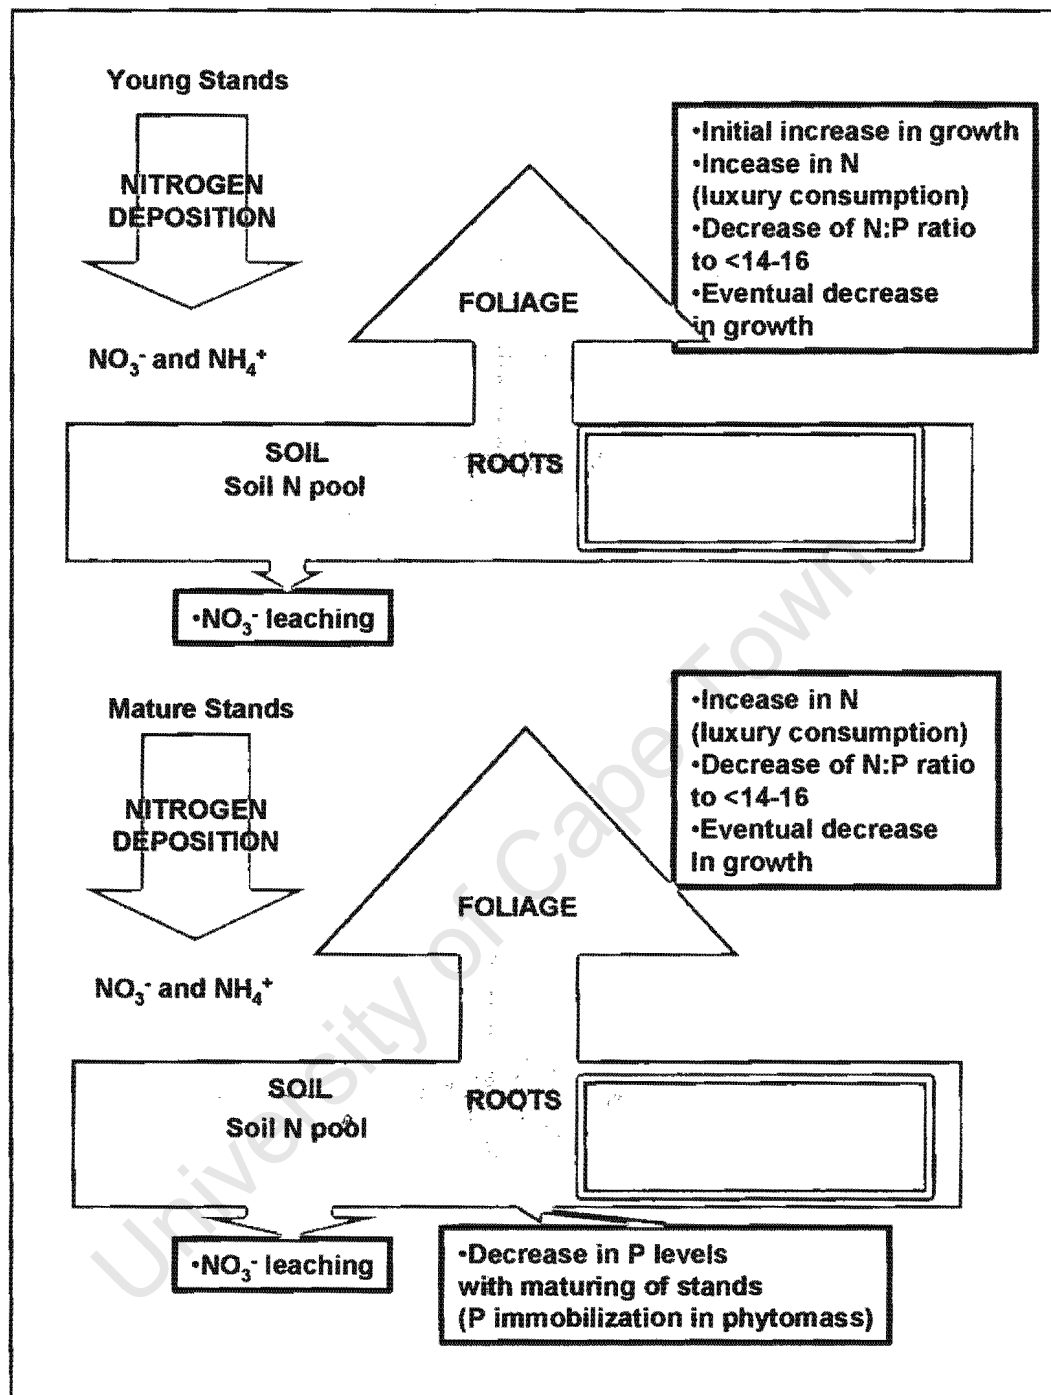 Young Stands
NITROGEN
DEPOSITION
NO₃⁻ and NH₄⁺
FOLIAGE
•Initial increase in growth
•Incease in N
(luxury consumption)
•Decrease of N:P ratio
to <14-16
•Eventual decrease
in growth
SOIL
Soil N pool
ROOTS
•NO₃⁻ leaching
Mature Stands
NITROGEN
DEPOSITION
NO₃⁻ and NH₄⁺
FOLIAGE
•Incease in N
(luxury consumption)
•Decrease of N:P ratio
to <14-16
•Eventual decrease
In growth
SOIL
Soil N pool
ROOTS
•NO₃⁻ leaching
•Decrease in P levels
with maturing of stands
(P immobilization in phytomass)
University of Cape Town